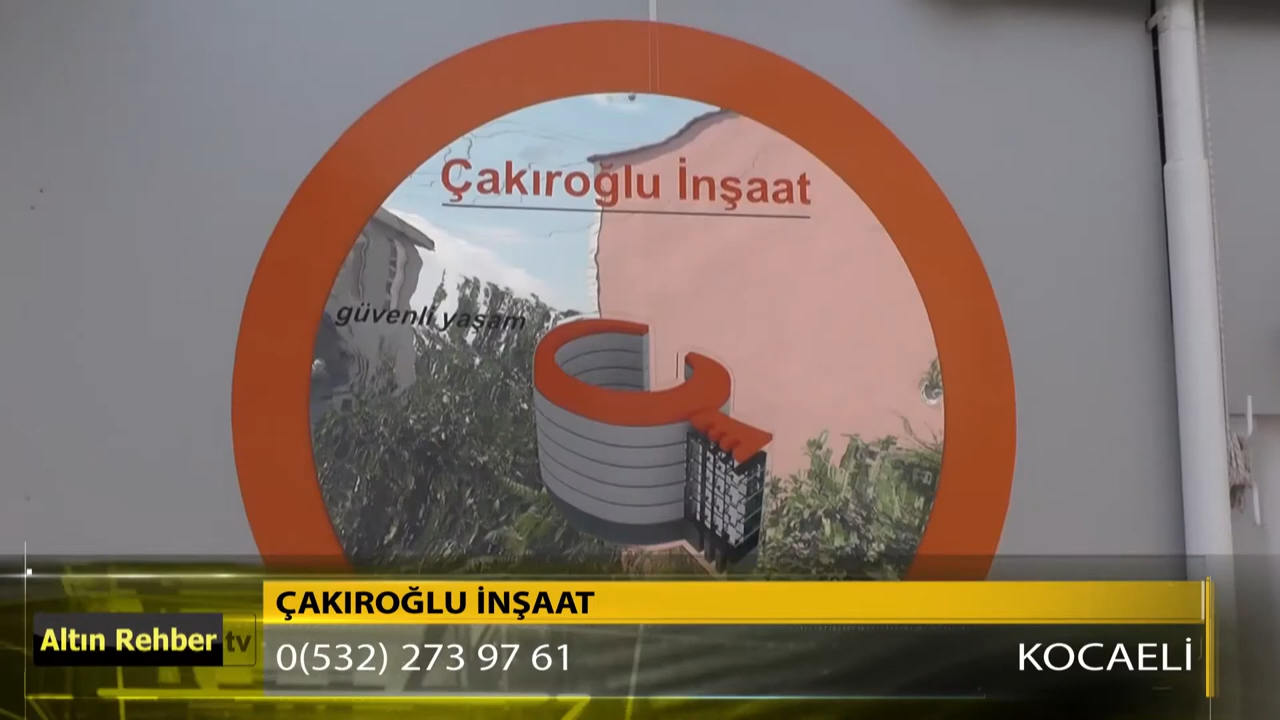 Çakıroğlu İnşaat
güvenli yaşam
ÇAKIROĞLU İNŞAAT
Altın Rehber tv
0(532) 273 97 61
KOCAELİ